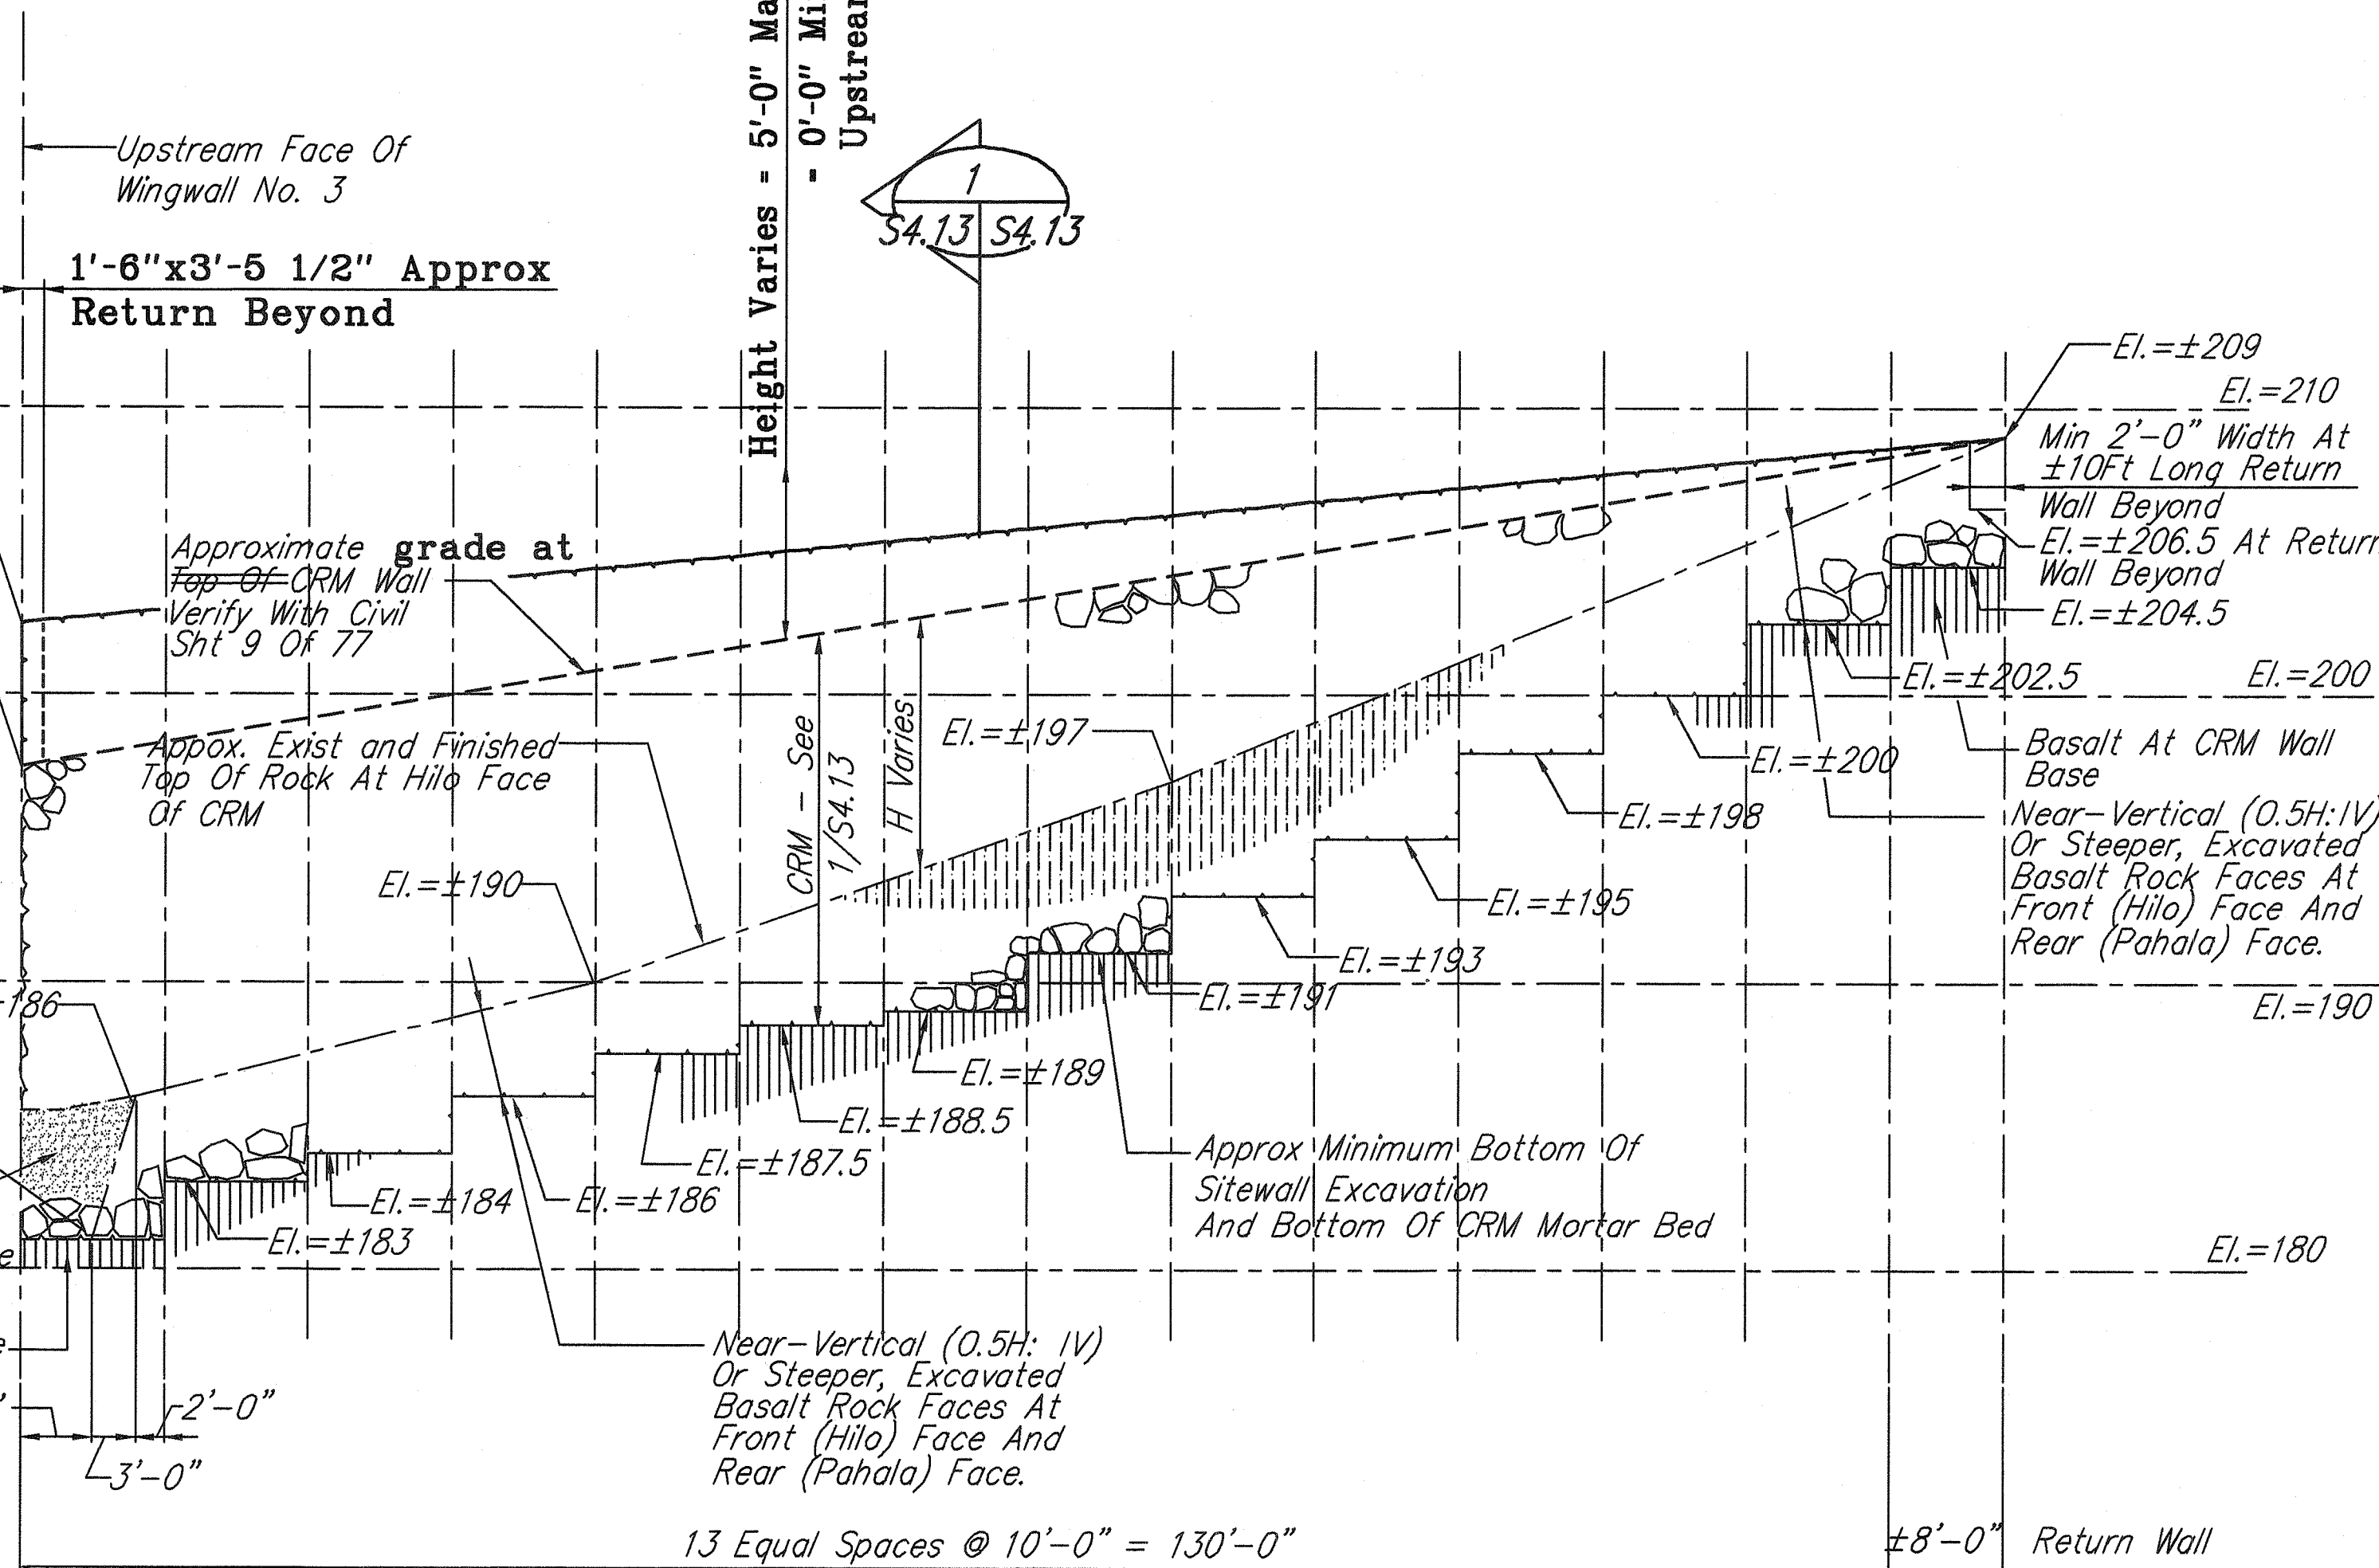 Height Varies = 5'-0" Ma
= 0'-0" Mi
Upstrear
Upstream Face Of
Wingwall No. 3
1
S4.13 S4.13
1'-6"x3'-5 1/2" Approx
Return Beyond
El.=±209
El.=210
Min 2'-0" Width At
±10Ft Long Return
Wall Beyond
El.=±206.5 At Return
Wall Beyond
El.=±204.5
Approximate grade at
Top Of CRM Wall
Verify With Civil
Sht 9 Of 77
El.=±202.5
El.=200
Appox. Exist and Finished
Top Of Rock At Hilo Face
Of CRM
CRM - See
1/S4.13
H Varies
El.=±197
El.=±200
Basalt At CRM Wall
Base
El.=±198
Near-Vertical (0.5H:1V)
Or Steeper, Excavated
Basalt Rock Faces At
Front (Hilo) Face And
Rear (Pahala) Face.
El.=±190
El.=±195
El.=±193
El.=±191
-186
El.=190
El.=±189
El.=±188.5
El.=±187.5
El.=±186
El.=±184
El.=±183
Approx Minimum Bottom Of
Sitewall Excavation
And Bottom Of CRM Mortar Bed
El.=180
e
Near-Vertical (0.5H: 1V)
Or Steeper, Excavated
Basalt Rock Faces At
Front (Hilo) Face And
Rear (Pahala) Face.
2'-0"
3'-0"
13 Equal Spaces @ 10'-0" = 130'-0"
±8'-0" Return Wall